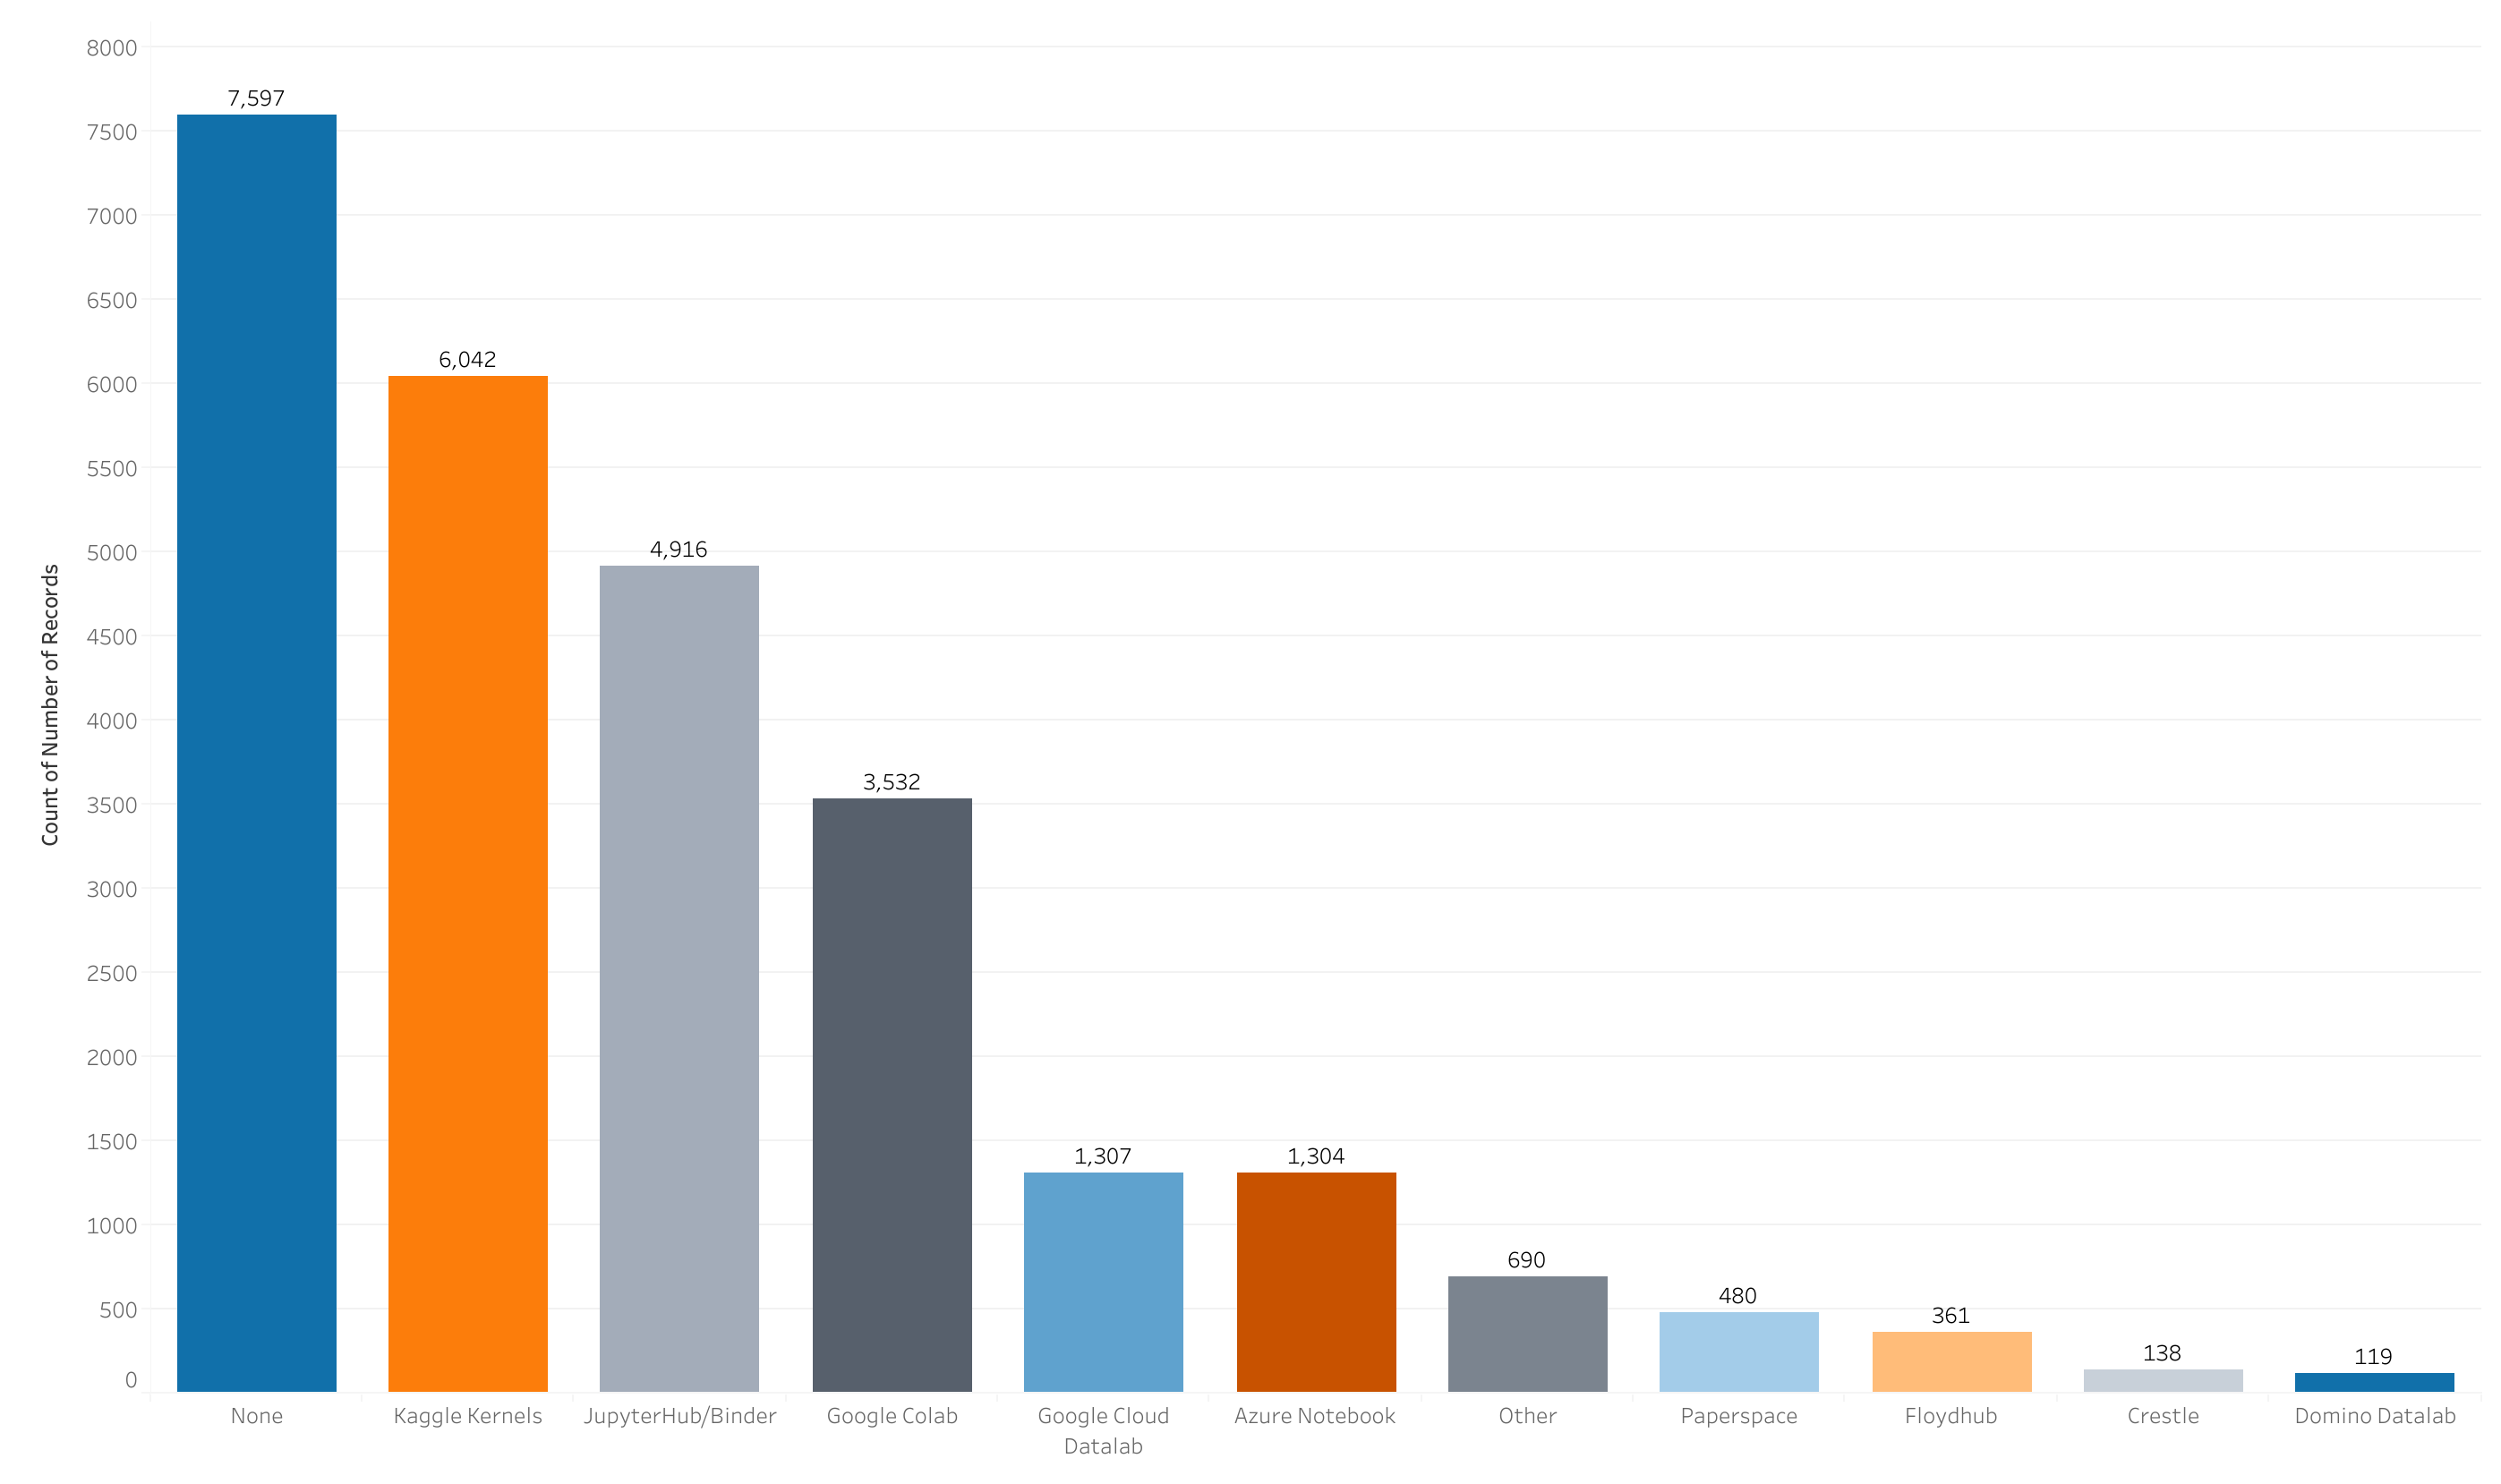 Count of Number of Records
8000
7500
7000
6500
6000
5500
5000
4500
4000
3500
3000
2500
2000
1500
1000
500
0
7,597
6,042
4,916
3,532
1,307
1,304
690
480
361
138
119
None
Kaggle Kernels
JupyterHub/Binder
Google Colab
Google Cloud
Datalab
Azure Notebook
Other
Paperspace
Floydhub
Crestle
Domino Datalab